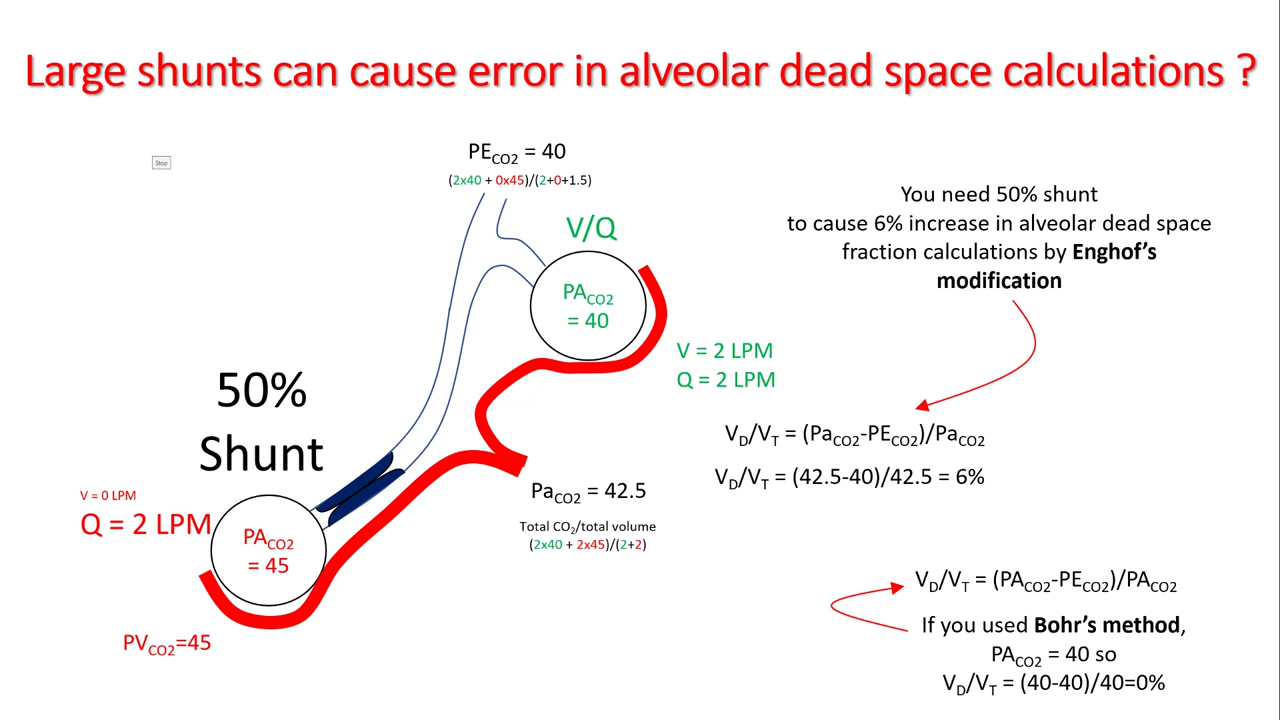 Large shunts can cause error in alveolar dead space calculations ?
Stop
PECO2 = 40
(2x40 + 0x45)/(2+0+1.5)
V/Q
PACO2
= 40
V = 2 LPM
Q = 2 LPM
50%
Shunt
V = 0 LPM
Q = 2 LPM
PACO2
= 45
PVCO2=45
PaCO2 = 42.5
Total CO2/total volume
(2x40 + 2x45)/(2+2)
You need 50% shunt
to cause 6% increase in alveolar dead space
fraction calculations by Enghof's
modification
VD/VT = (PaCO2-PECO2)/PaCO2
VD/VT = (42.5-40)/42.5 = 6%
VD/VT = (PACO2-PECO2)/PACO2
If you used Bohr's method,
PACO2 = 40 so
VD/VT = (40-40)/40=0%